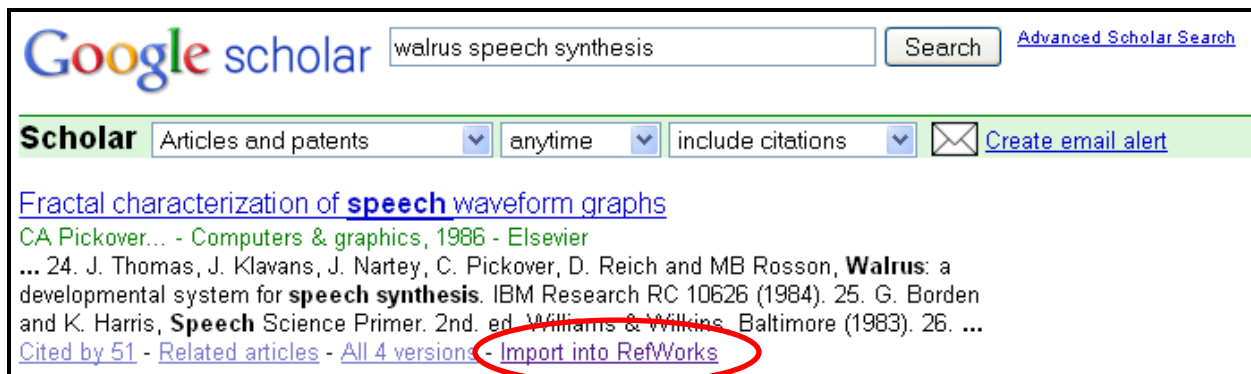 Google scholar walrus speech synthesis Search Advanced Scholar Search
Scholar Articles and patents anytime include citations Create email alert
Fractal characterization of speech waveform graphs
CA Pickover... - Computers & graphics, 1986 - Elsevier
... 24. J. Thomas, J. Klavans, J. Nartey, C. Pickover, D. Reich and MB Rosson, Walrus: a
developmental system for speech synthesis. IBM Research RC 10626 (1984). 25. G. Borden
and K. Harris, Speech Science Primer. 2nd. ed. Williams & Wilkins, Baltimore (1983). 26. ...
Cited by 51 - Related articles - All 4 versions - Import into RefWorks